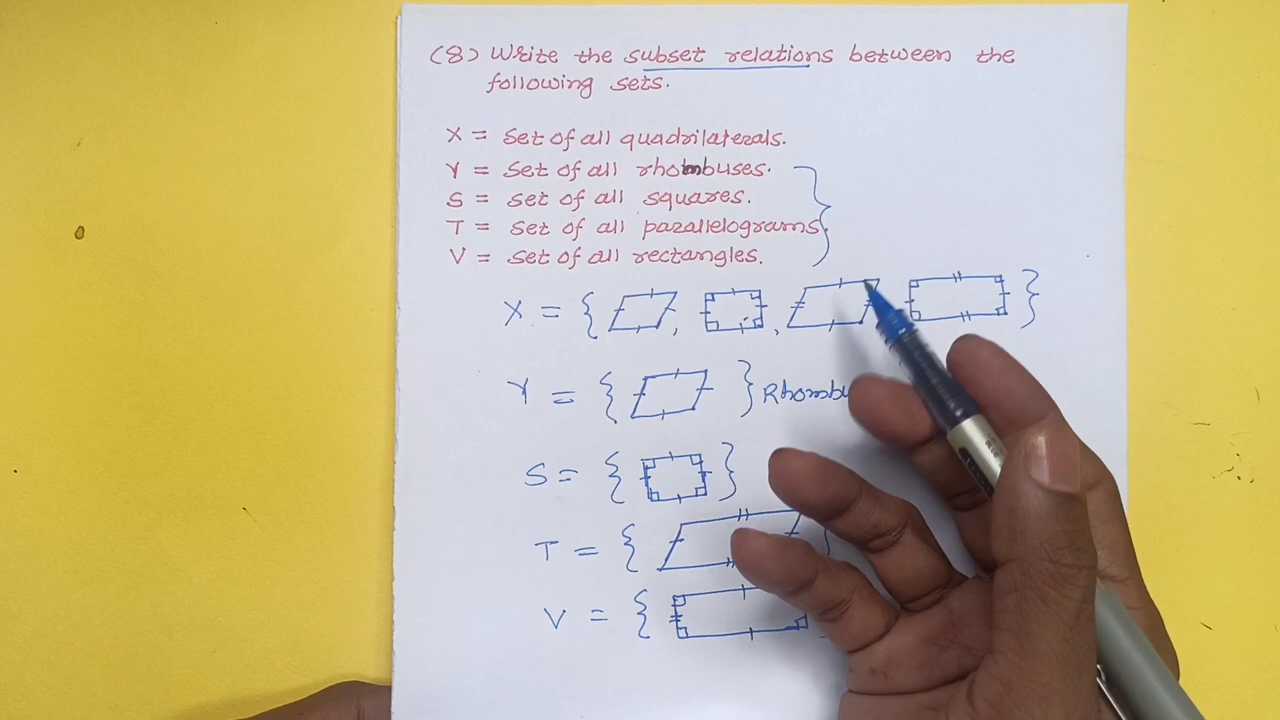 (8) Write the subset relations between the
following sets.
X = set of all quadrilaterals.
Y = set of all rhombuses.
S = set of all squares.
T = set of all parallelograms.
V = set of all rectangles.
X = { , , }
Y = { } Rhombu
S = { }
T = { }
V = {